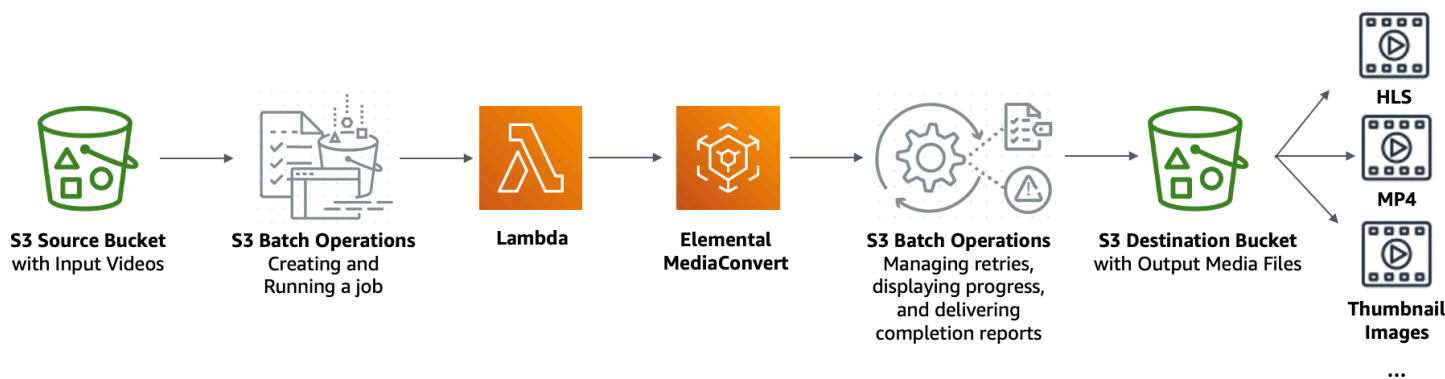 S3 Source Bucket
with Input Videos
S3 Batch Operations
Creating and
Running a job
Lambda
Elemental
MediaConvert
S3 Batch Operations
Managing retries,
displaying progress,
and delivering
completion reports
S3 Destination Bucket
with Output Media Files
HLS
MP4
Thumbnail
Images
...